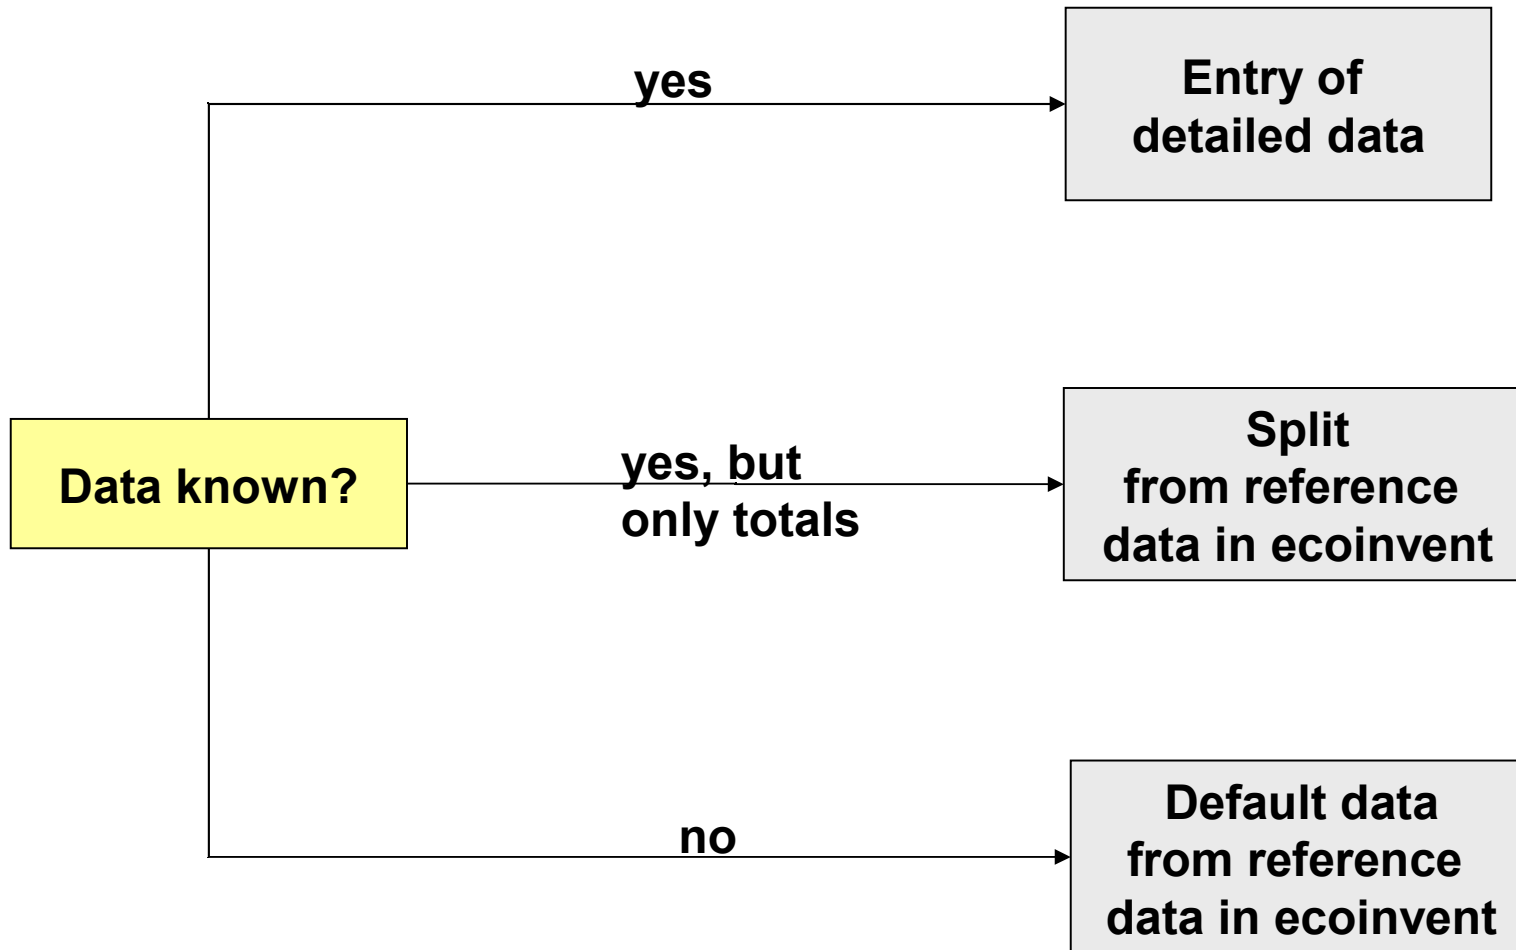 yes
Entry of
detailed data
Data known?
yes, but
only totals
Split
from reference
data in ecoinvent
no
Default data
from reference
data in ecoinvent